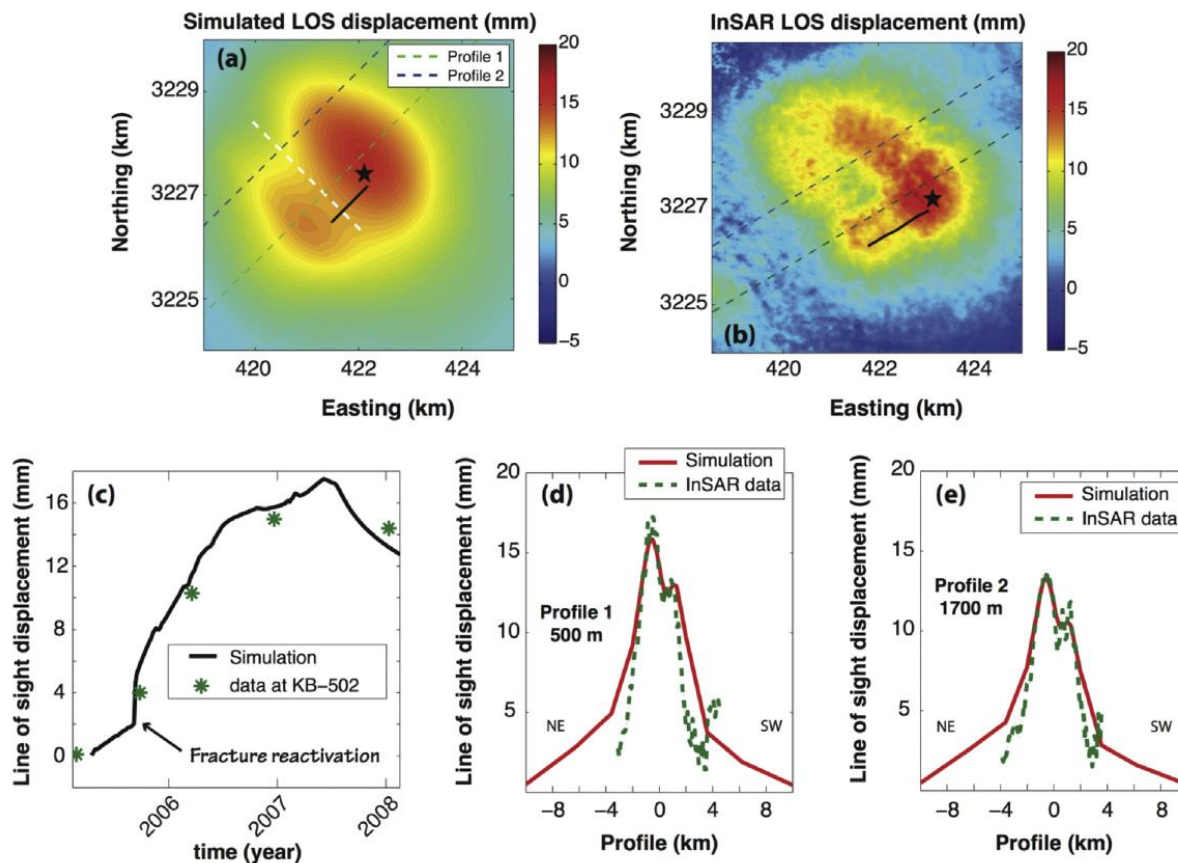 Simulated LOS displacement (mm)
(a)
Profile 1
Profile 2
3229
3227
3225
Northing (km)
420
422
424
Easting (km)
20
15
10
5
0
−5
InSAR LOS displacement (mm)
(b)
3229
3227
3225
Northing (km)
420
422
424
Easting (km)
20
15
10
5
0
−5
(c)
16
12
8
4
0
Line of sight displacement (mm)
Simulation
data at KB−502
Fracture reactivation
2006
2007
2008
time (year)
(d)
Simulation
InSAR data
20
15
10
5
Line of sight displacement (mm)
Profile 1
500 m
NE
SW
−8
−4
0
4
8
Profile (km)
(e)
Simulation
InSAR data
20
15
10
5
Line of sight displacement (mm)
Profile 2
1700 m
NE
SW
−8
−4
0
4
8
Profile (km)